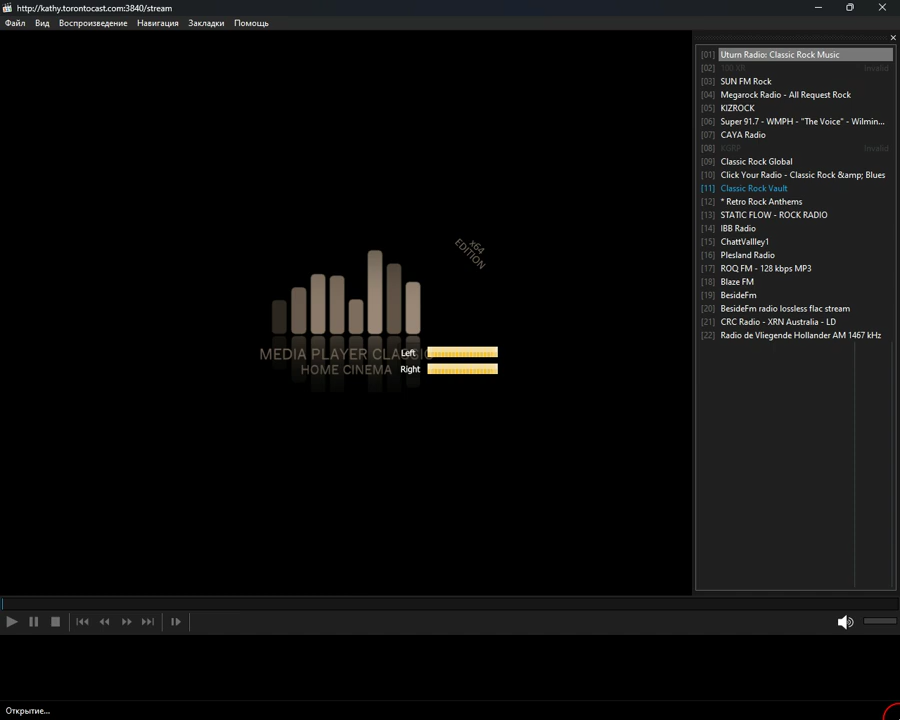 http://kathy.torontocast.com:3840/stream
Файл Вид Воспроизведение Навигация Закладки Помощь
[01] Uturn Radio: Classic Rock Music
[02] 100 XR Invalid
[03] SUN FM Rock
[04] Megarock Radio - All Request Rock
[05] KIZROCK
[06] Super 91.7 - WMPH - "The Voice" - Wilmin...
[07] CAYA Radio
[08] KGRP Invalid
[09] Classic Rock Global
[10] Click Your Radio - Classic Rock &amp; Blues
[11] Classic Rock Vault
[12] * Retro Rock Anthems
[13] STATIC FLOW - ROCK RADIO
[14] IBB Radio
[15] ChattVallley1
[16] Plesland Radio
[17] ROQ FM - 128 kbps MP3
[18] Blaze FM
[19] BesideFm
[20] BesideFm radio lossless flac stream
[21] CRC Radio - XRN Australia - LD
[22] Radio de Vliegende Hollander AM 1467 kHz
x64
EDITION
MEDIA PLAYER CLASSIC
HOME CINEMA
Left
Right
Открытие...